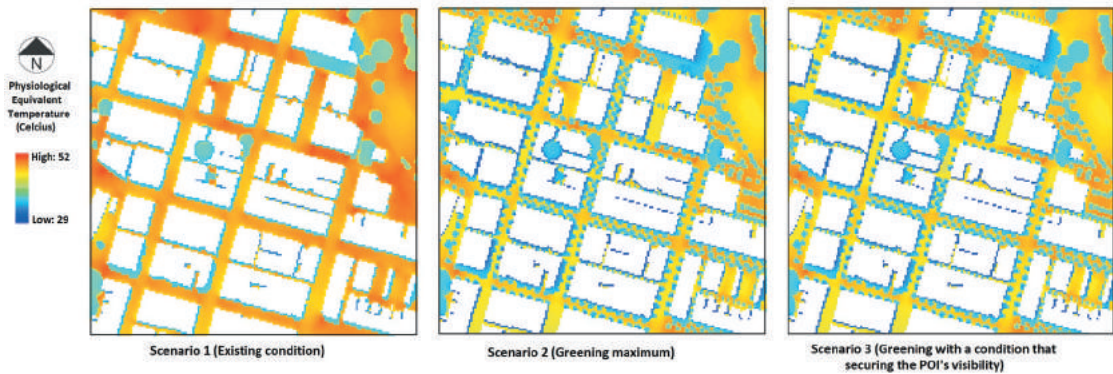 N
Physiological
Equivalent
Temperature
(Celcius)
High: 52
Low: 29
Scenario 1 (Existing condition)
Scenario 2 (Greening maximum)
Scenario 3 (Greening with a condition that
securing the POI's visibility)